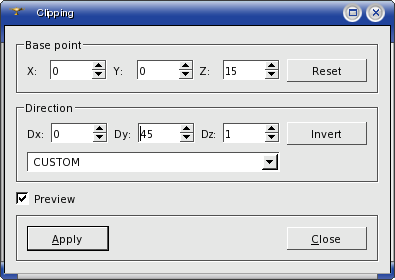 Clipping
Base point
X: 0 Y: 0 Z: 15 Reset
Direction
Dx: 0 Dy: 45 Dz: 1 Invert
CUSTOM
Preview
Apply Close